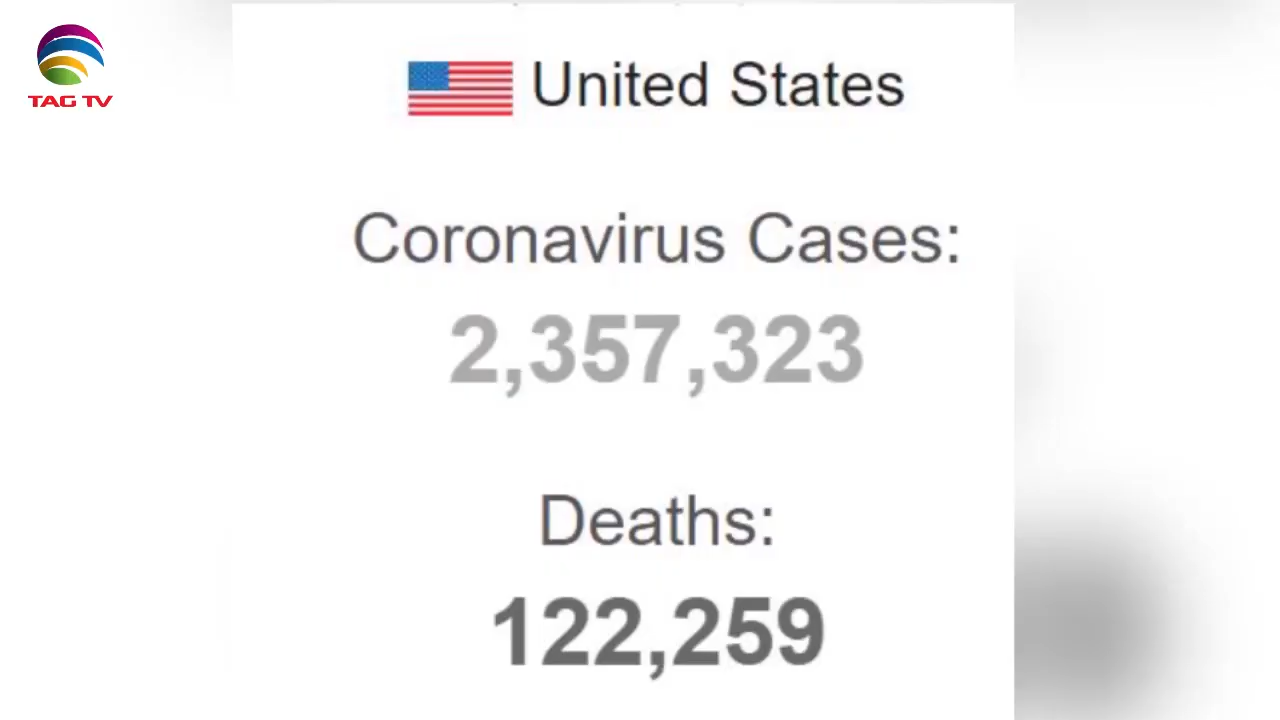 TAG TV
United States
Coronavirus Cases:
2,357,323
Deaths:
122,259